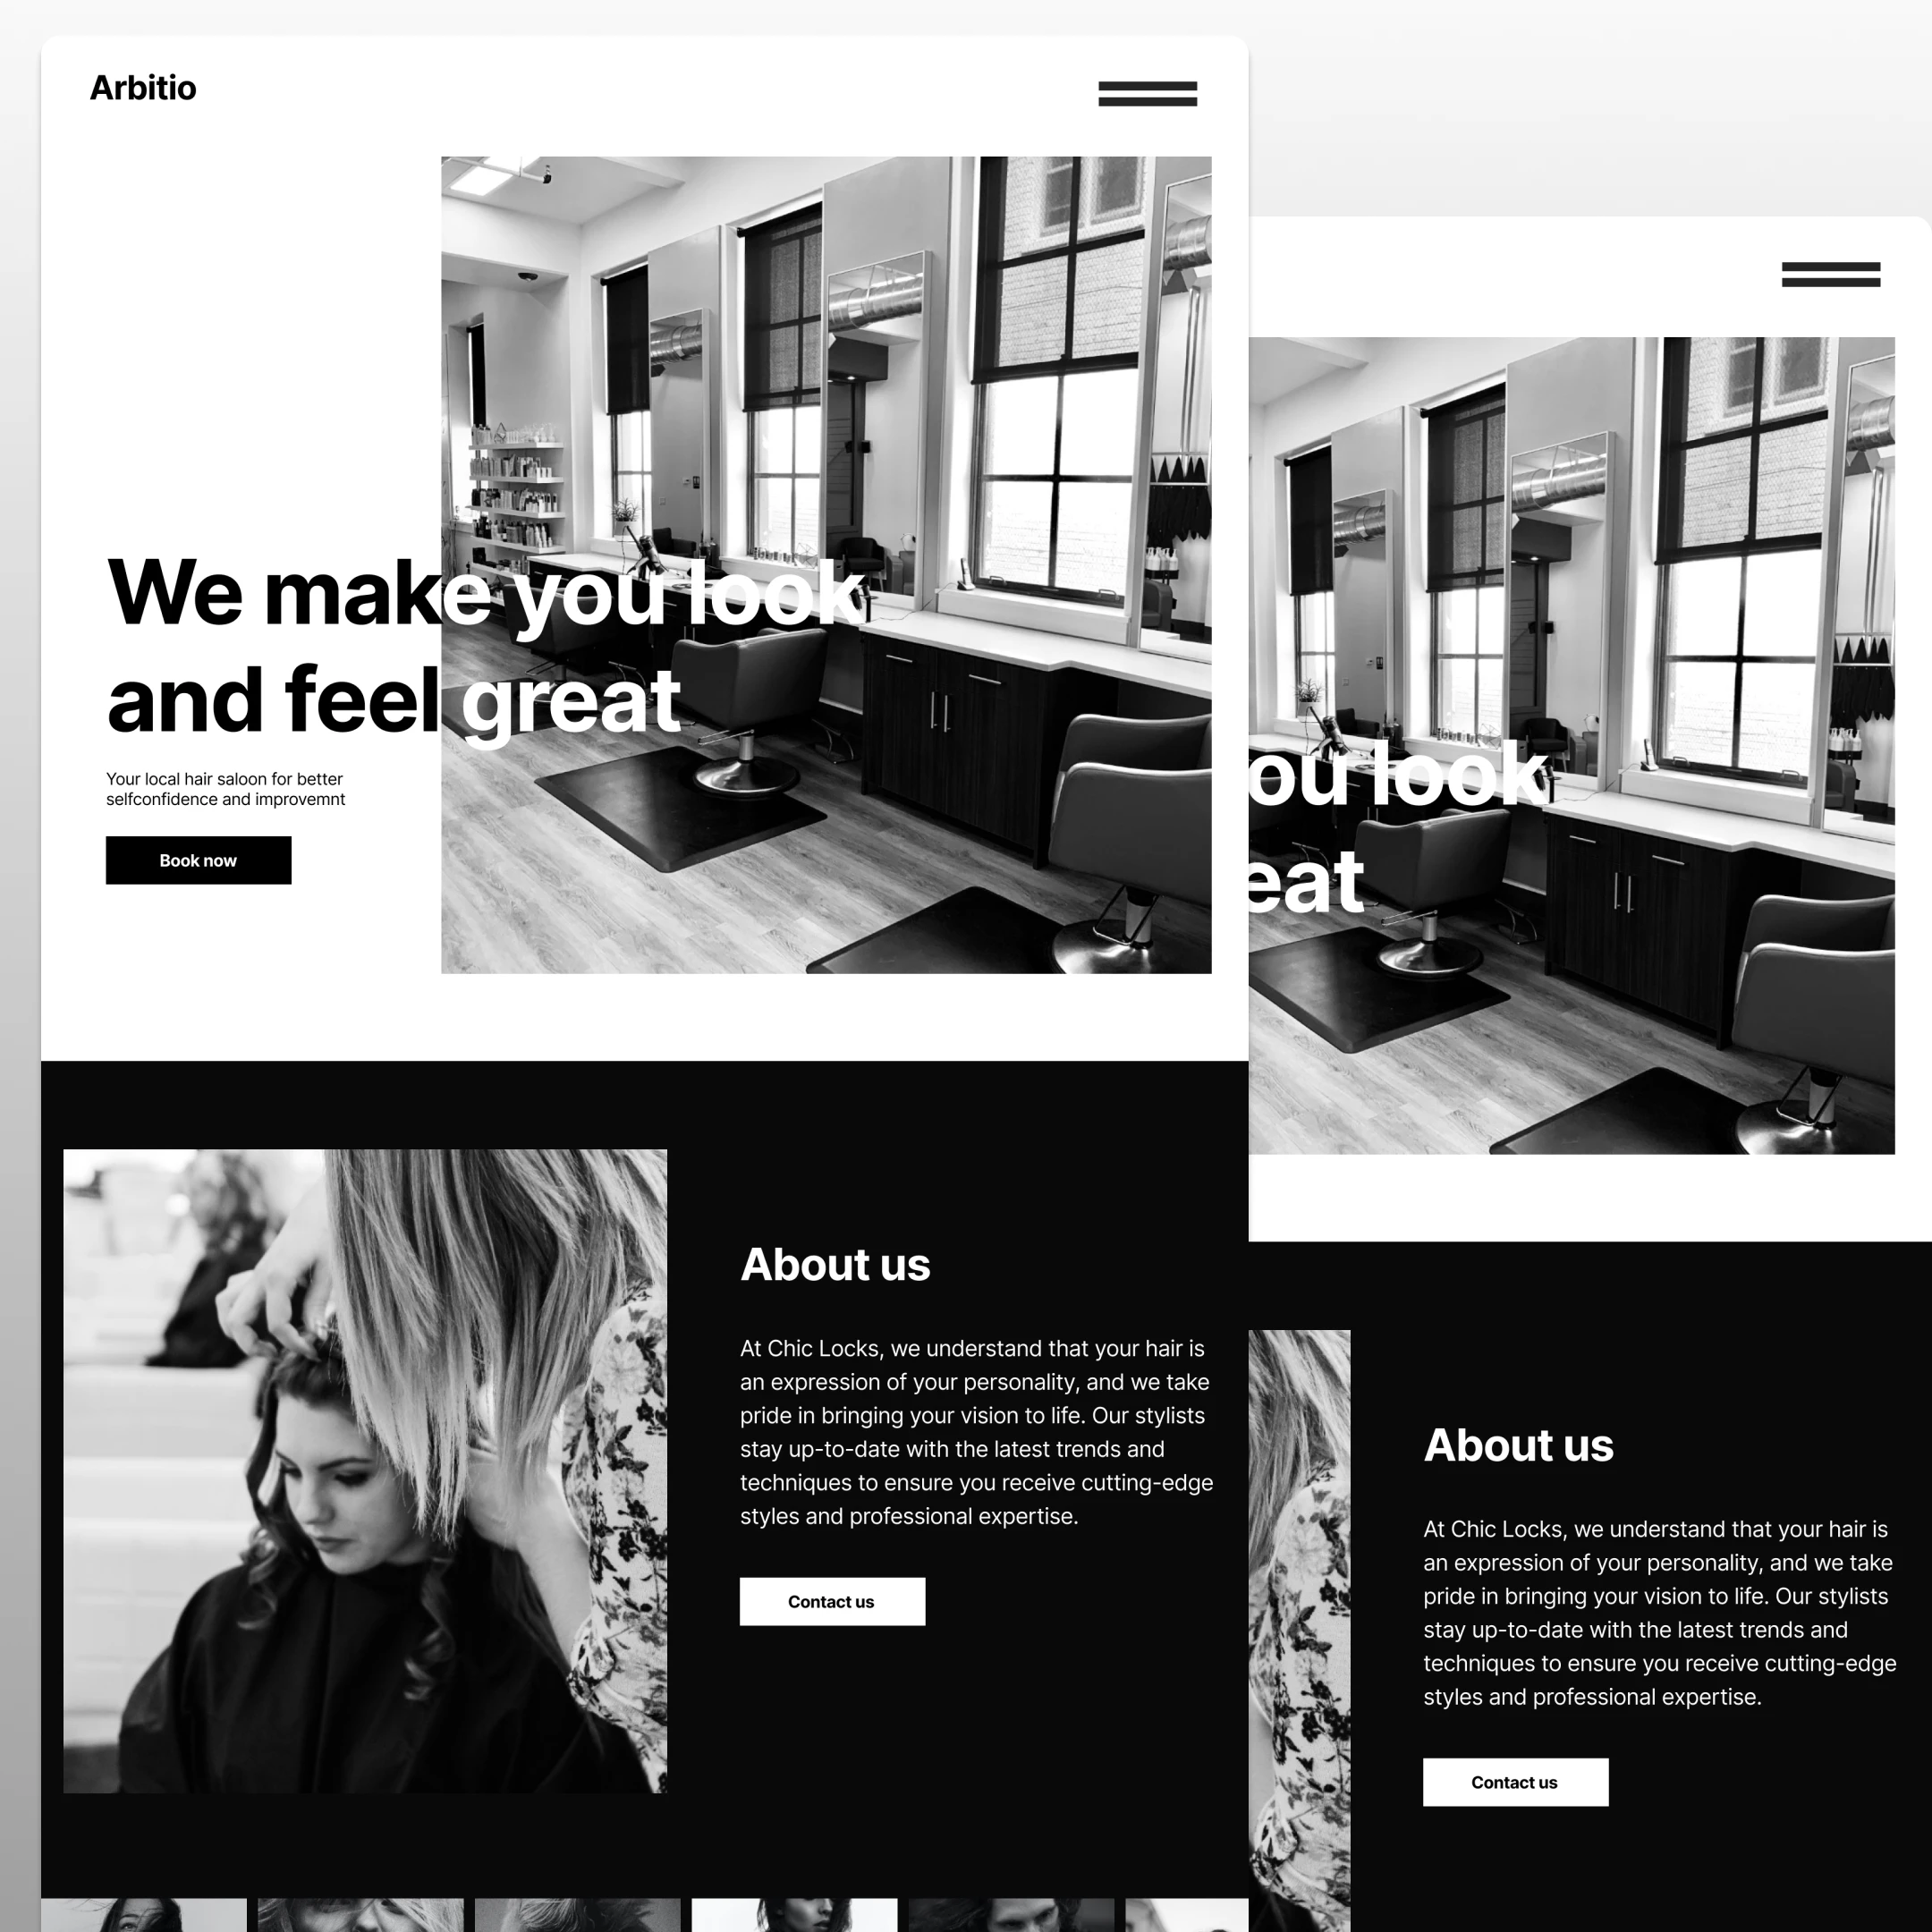 Arbitio
We make you look
and feel great
Your local hair saloon for better
selfconfidence and improvemnt
Book now
About us
At Chic Locks, we understand that your hair is
an expression of your personality, and we take
pride in bringing your vision to life. Our stylists
stay up-to-date with the latest trends and
techniques to ensure you receive cutting-edge
styles and professional expertise.
Contact us
ou look
eat
About us
At Chic Locks, we understand that your hair is
an expression of your personality, and we take
pride in bringing your vision to life. Our stylists
stay up-to-date with the latest trends and
techniques to ensure you receive cutting-edge
styles and professional expertise.
Contact us